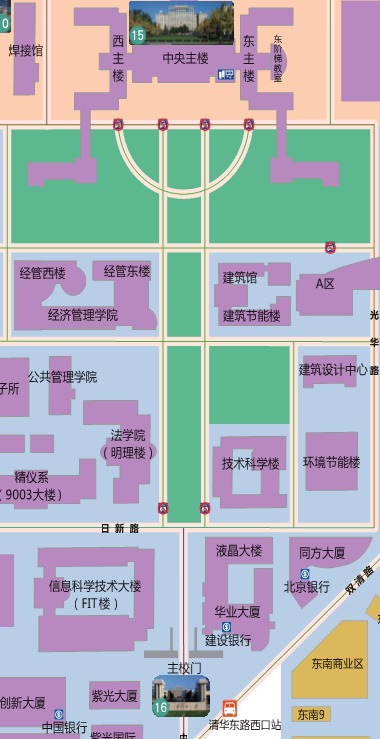 0
焊接馆
西主楼
15
中央主楼
东主楼
东阶梯教室
经管西楼
经管东楼
经济管理学院
建筑馆
建筑节能楼
A区
光华路
子所
公共管理学院
建筑设计中心
法学院
(明理楼)
技术科学楼
环境节能楼
精仪系
(9003大楼)
日新路
信息科学技术大楼
(FIT楼)
液晶大楼
同方大厦
北京银行
双清路
华业大厦
建设银行
主校门
16
东南商业区
东南9
创新大厦
紫光大厦
中国银行
紫光国际
清华东路西口站